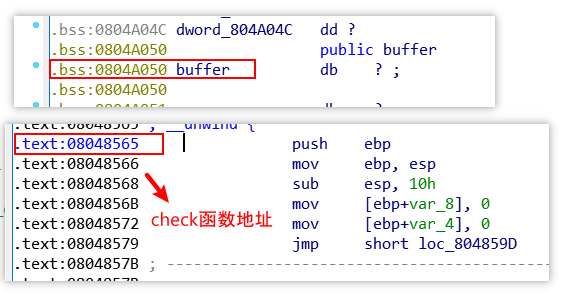 .bss:0804A04C dword_804A04C dd ?
.bss:0804A050 public buffer
.bss:0804A050 buffer db ? ;
.bss:0804A050
.text:08048565 ; __unwind {
.text:08048565 push ebp
.text:08048566 mov ebp, esp
.text:08048568 sub esp, 10h
.text:0804856B mov [ebp+var_8], 0
.text:08048572 mov [ebp+var_4], 0
.text:08048579 jmp short loc_804859D
.text:0804857B ; ---------------------------------------------
check函数地址